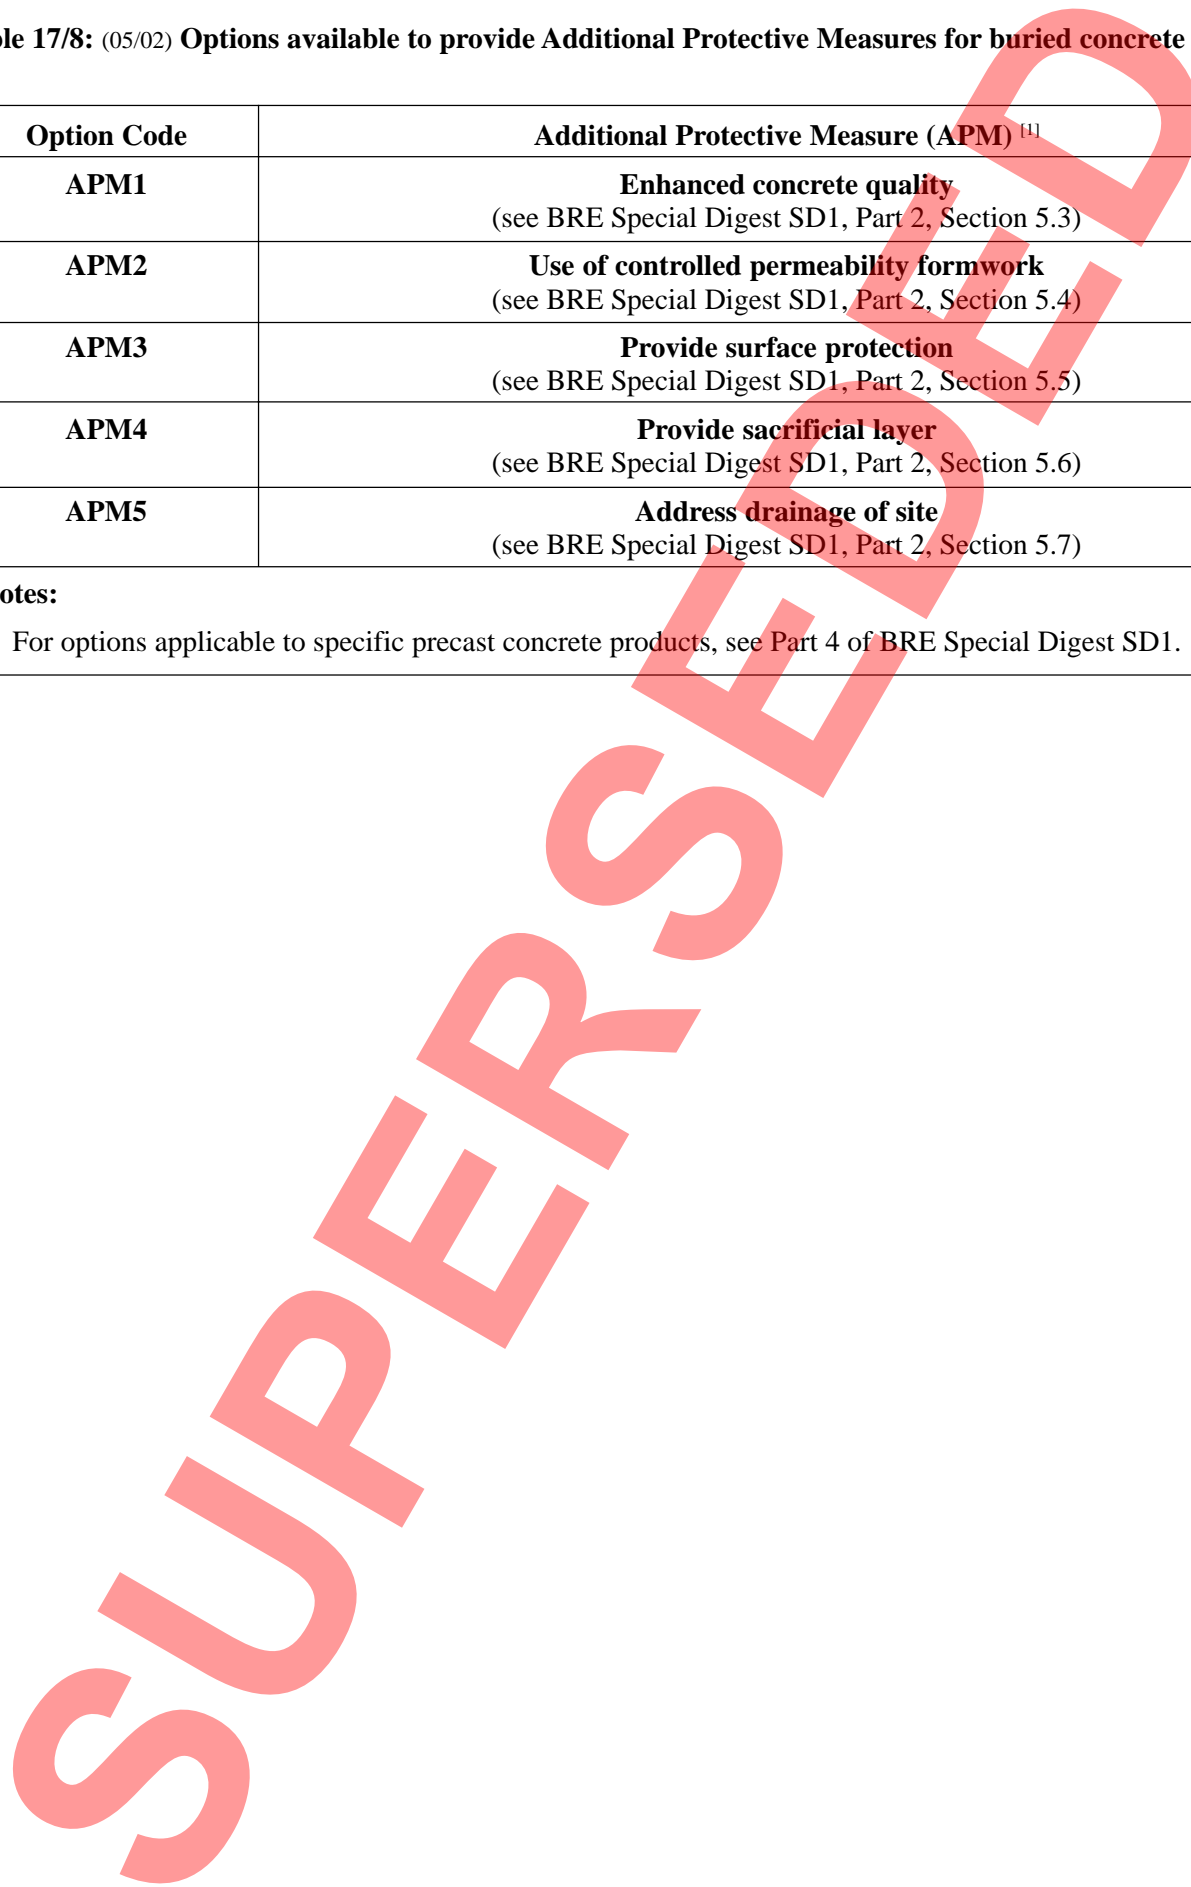 ble 17/8: (05/02) Options available to provide Additional Protective Measures for buried concrete
Option Code Additional Protective Measure (APM) [1]
APM1 Enhanced concrete quality
(see BRE Special Digest SD1, Part 2, Section 5.3)
APM2 Use of controlled permeability formwork
(see BRE Special Digest SD1, Part 2, Section 5.4)
APM3 Provide surface protection
(see BRE Special Digest SD1, Part 2, Section 5.5)
APM4 Provide sacrificial layer
(see BRE Special Digest SD1, Part 2, Section 5.6)
APM5 Address drainage of site
(see BRE Special Digest SD1, Part 2, Section 5.7)
otes:
For options applicable to specific precast concrete products, see Part 4 of BRE Special Digest SD1.
SUPERSEDED